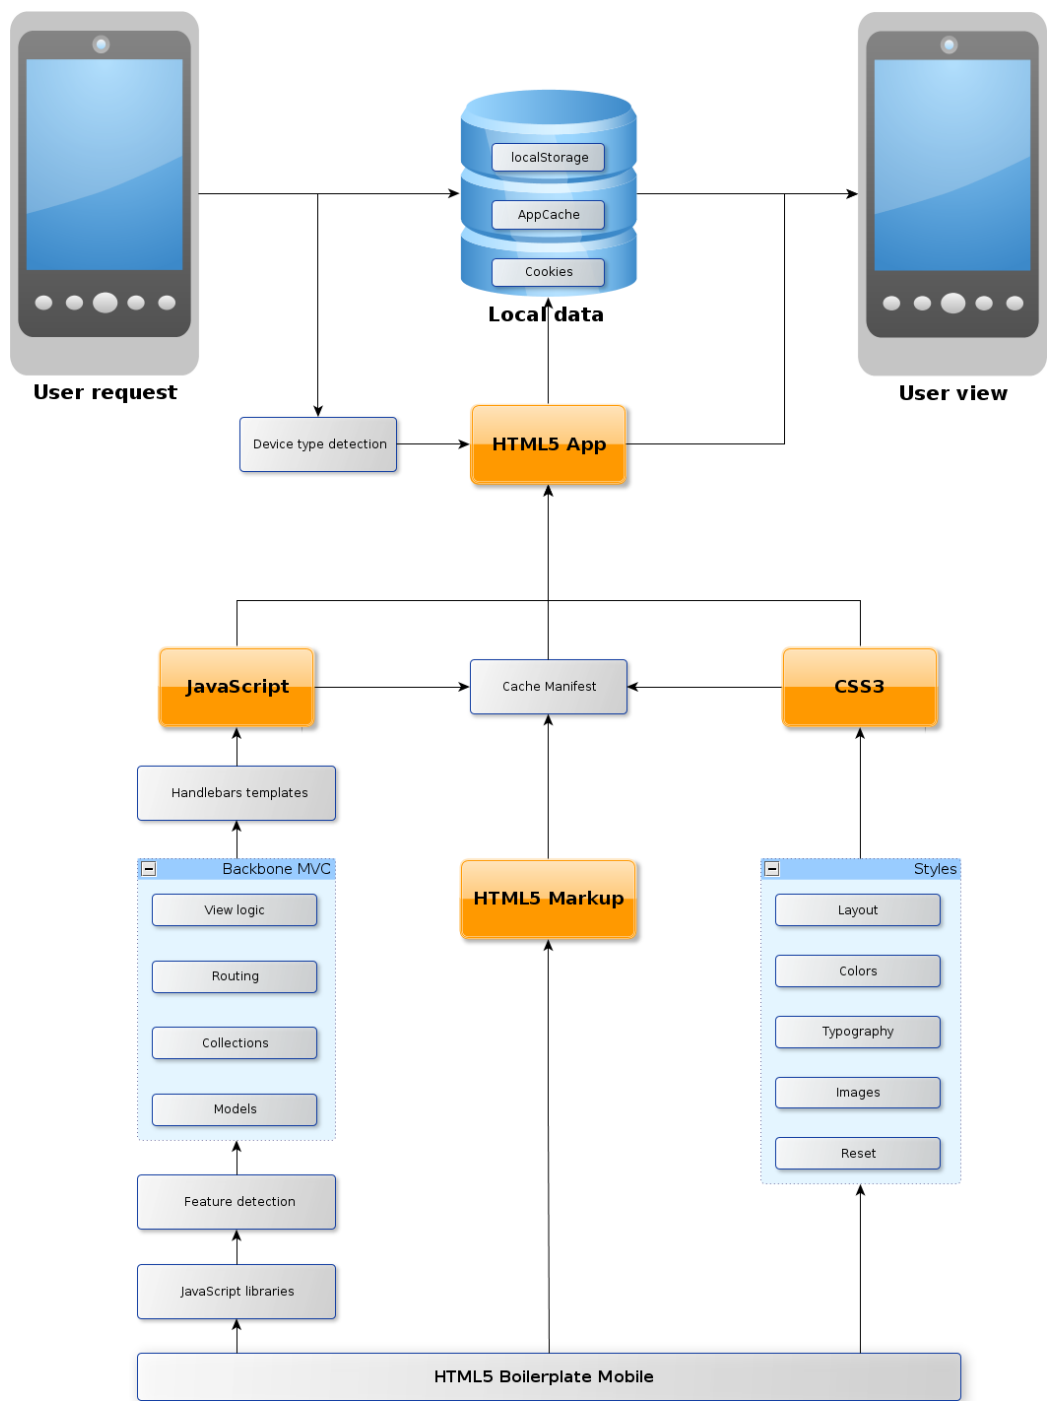 localStorage
AppCache
Cookies
Local data
User request
User view
Device type detection
HTML5 App
JavaScript
Cache Manifest
CSS3
Handlebars templates
Backbone MVC
View logic
Routing
Collections
Models
HTML5 Markup
Styles
Layout
Colors
Typography
Images
Reset
Feature detection
JavaScript libraries
HTML5 Boilerplate Mobile